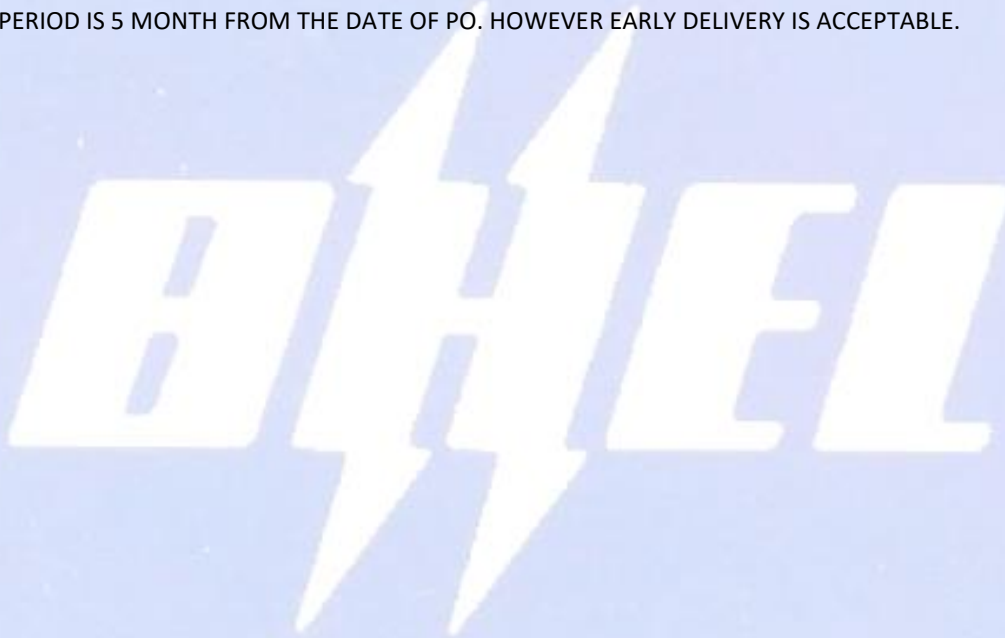 PERIOD IS 5 MONTH FROM THE DATE OF PO. HOWEVER EARLY DELIVERY IS ACCEPTABLE.
BHEL